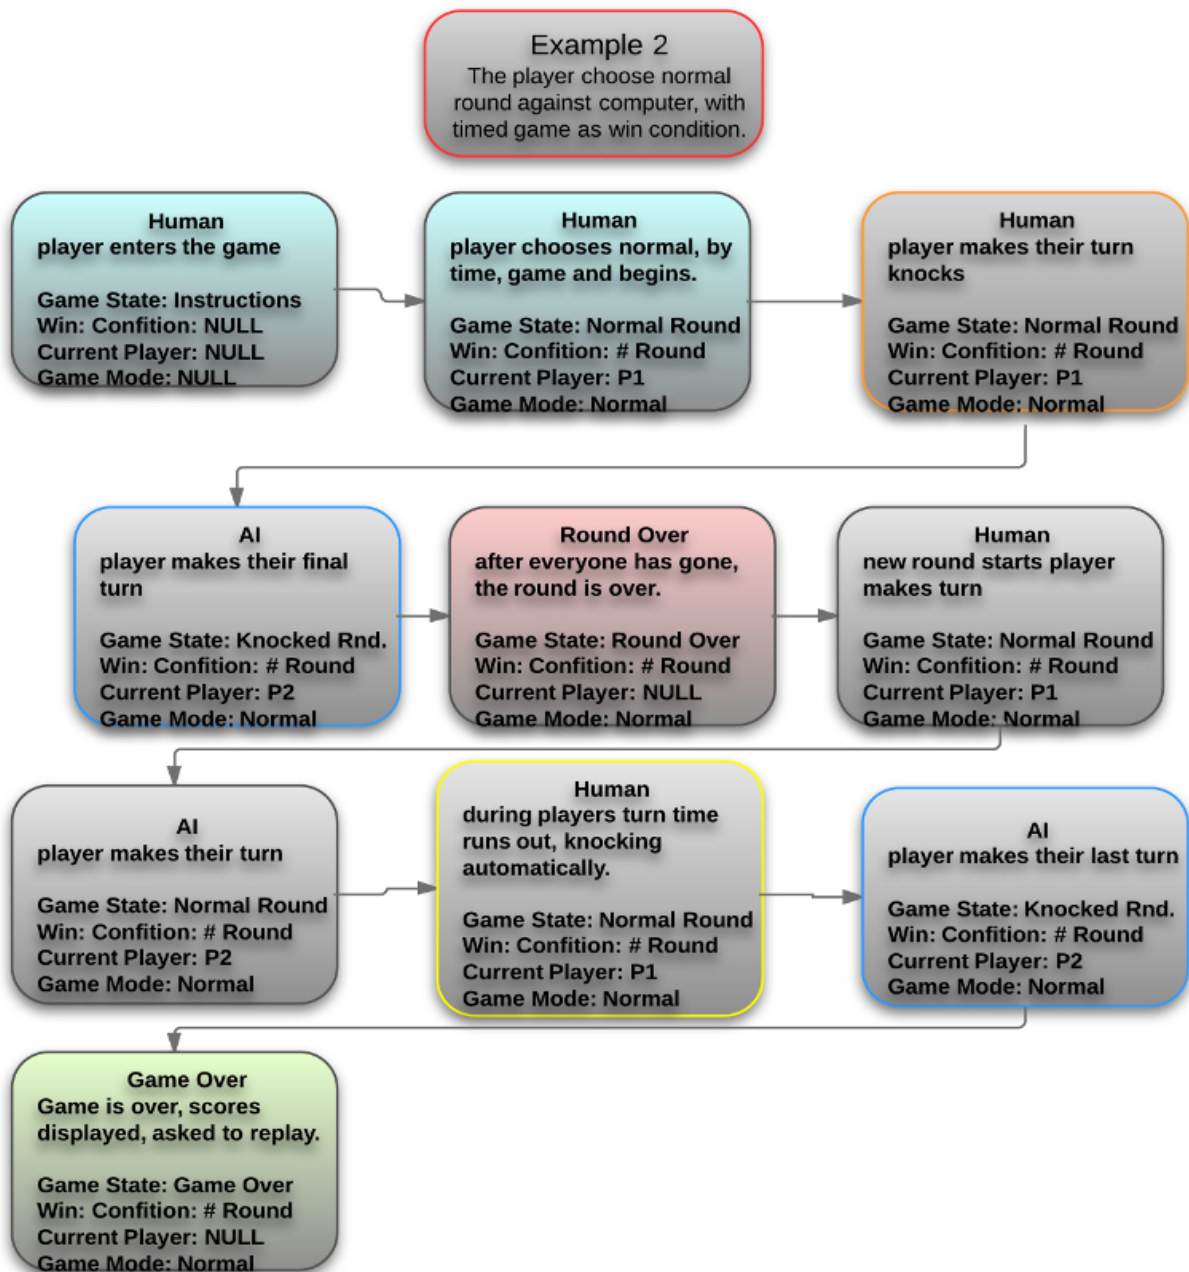 Example 2
The player choose normal
round against computer, with
timed game as win condition.
Human
player enters the game
Game State: Instructions
Win: Confition: NULL
Current Player: NULL
Game Mode: NULL
Human
player chooses normal, by
time, game and begins.
Game State: Normal Round
Win: Confition: # Round
Current Player: P1
Game Mode: Normal
Human
player makes their turn
knocks
Game State: Normal Round
Win: Confition: # Round
Current Player: P1
Game Mode: Normal
AI
player makes their final
turn
Game State: Knocked Rnd.
Win: Confition: # Round
Current Player: P2
Game Mode: Normal
Round Over
after everyone has gone,
the round is over.
Game State: Round Over
Win: Confition: # Round
Current Player: NULL
Game Mode: Normal
Human
new round starts player
makes turn
Game State: Normal Round
Win: Confition: # Round
Current Player: P1
Game Mode: Normal
AI
player makes their turn
Game State: Normal Round
Win: Confition: # Round
Current Player: P2
Game Mode: Normal
Human
during players turn time
runs out, knocking
automatically.
Game State: Normal Round
Win: Confition: # Round
Current Player: P1
Game Mode: Normal
AI
player makes their last turn
Game State: Knocked Rnd.
Win: Confition: # Round
Current Player: P2
Game Mode: Normal
Game Over
Game is over, scores
displayed, asked to replay.
Game State: Game Over
Win: Confition: # Round
Current Player: NULL
Game Mode: Normal